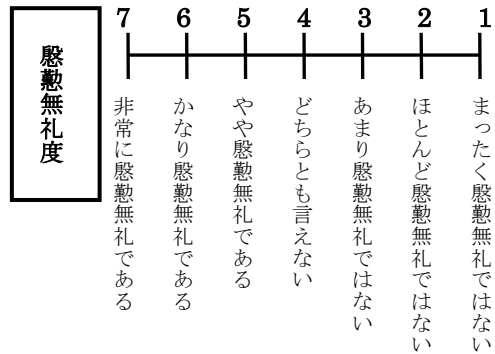 慇懃無礼度
7 6 5 4 3 2 1
まったく慇懃無礼ではない
ほとんど慇懃無礼ではない
あまり慇懃無礼ではない
どちらとも言えない
やや慇懃無礼である
かなり慇懃無礼である
非常に慇懃無礼である